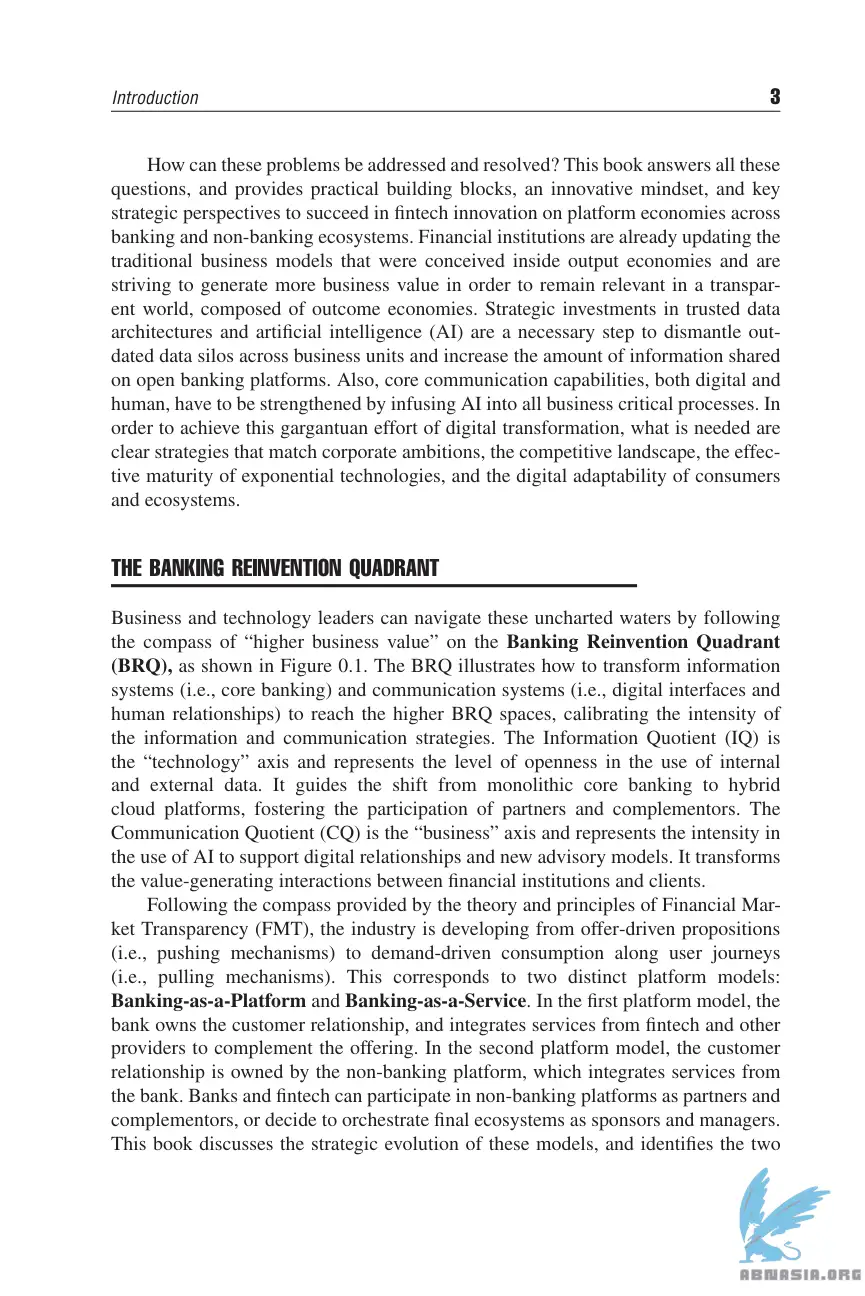 Introduction 3
How can these problems be addressed and resolved? This book answers all these
questions, and provides practical building blocks, an innovative mindset, and key
strategic perspectives to succeed in fintech innovation on platform economies across
banking and non-banking ecosystems. Financial institutions are already updating the
traditional business models that were conceived inside output economies and are
striving to generate more business value in order to remain relevant in a transpar-
ent world, composed of outcome economies. Strategic investments in trusted data
architectures and artificial intelligence (AI) are a necessary step to dismantle out-
dated data silos across business units and increase the amount of information shared
on open banking platforms. Also, core communication capabilities, both digital and
human, have to be strengthened by infusing AI into all business critical processes. In
order to achieve this gargantuan effort of digital transformation, what is needed are
clear strategies that match corporate ambitions, the competitive landscape, the effec-
tive maturity of exponential technologies, and the digital adaptability of consumers
and ecosystems.
THE BANKING REINVENTION QUADRANT
Business and technology leaders can navigate these uncharted waters by following
the compass of “higher business value” on the Banking Reinvention Quadrant
(BRQ), as shown in Figure 0.1. The BRQ illustrates how to transform information
systems (i.e., core banking) and communication systems (i.e., digital interfaces and
human relationships) to reach the higher BRQ spaces, calibrating the intensity of
the information and communication strategies. The Information Quotient (IQ) is
the “technology” axis and represents the level of openness in the use of internal
and external data. It guides the shift from monolithic core banking to hybrid
cloud platforms, fostering the participation of partners and complementors. The
Communication Quotient (CQ) is the “business” axis and represents the intensity in
the use of AI to support digital relationships and new advisory models. It transforms
the value-generating interactions between financial institutions and clients.
Following the compass provided by the theory and principles of Financial Mar-
ket Transparency (FMT), the industry is developing from offer-driven propositions
(i.e., pushing mechanisms) to demand-driven consumption along user journeys
(i.e., pulling mechanisms). This corresponds to two distinct platform models:
Banking-as-a-Platform and Banking-as-a-Service. In the first platform model, the
bank owns the customer relationship, and integrates services from fintech and other
providers to complement the offering. In the second platform model, the customer
relationship is owned by the non-banking platform, which integrates services from
the bank. Banks and fintech can participate in non-banking platforms as partners and
complementors, or decide to orchestrate final ecosystems as sponsors and managers.
This book discusses the strategic evolution of these models, and identifies the two
ABNASIA.ORG